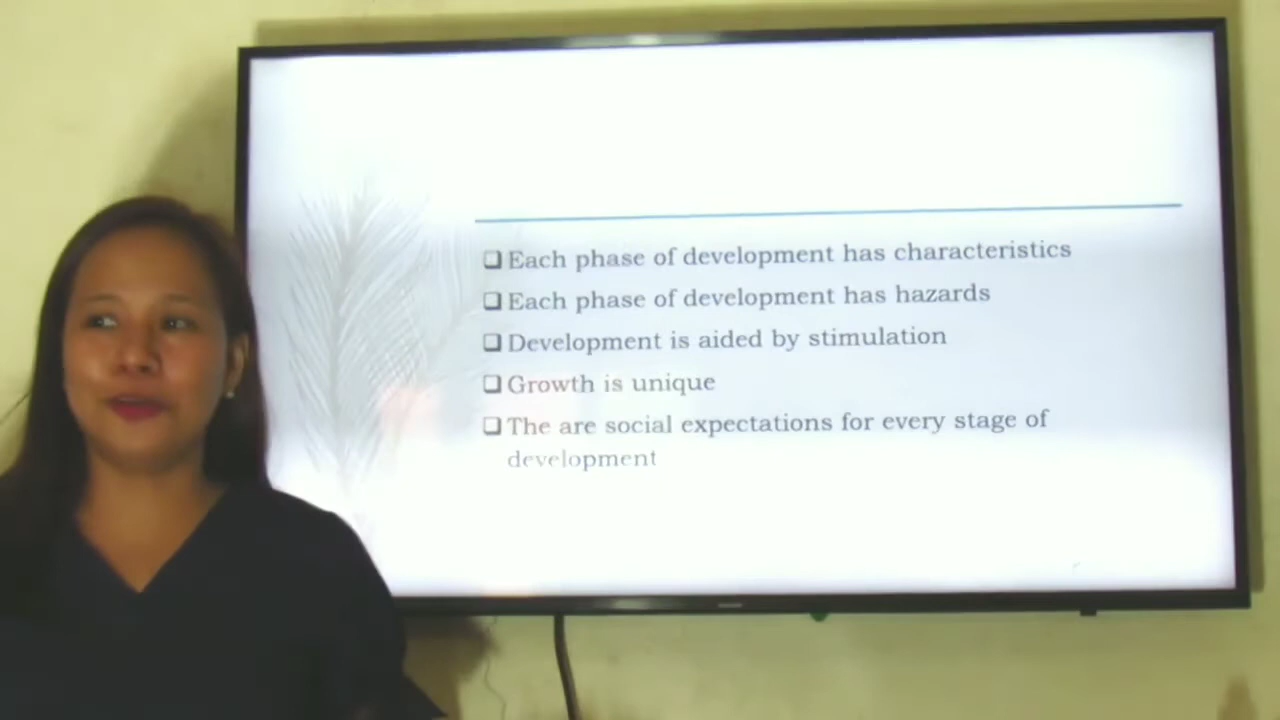 ❑ Each phase of development has characteristics
❑ Each phase of development has hazards
❑ Development is aided by stimulation
❑ Growth is unique
❑ The are social expectations for every stage of
development